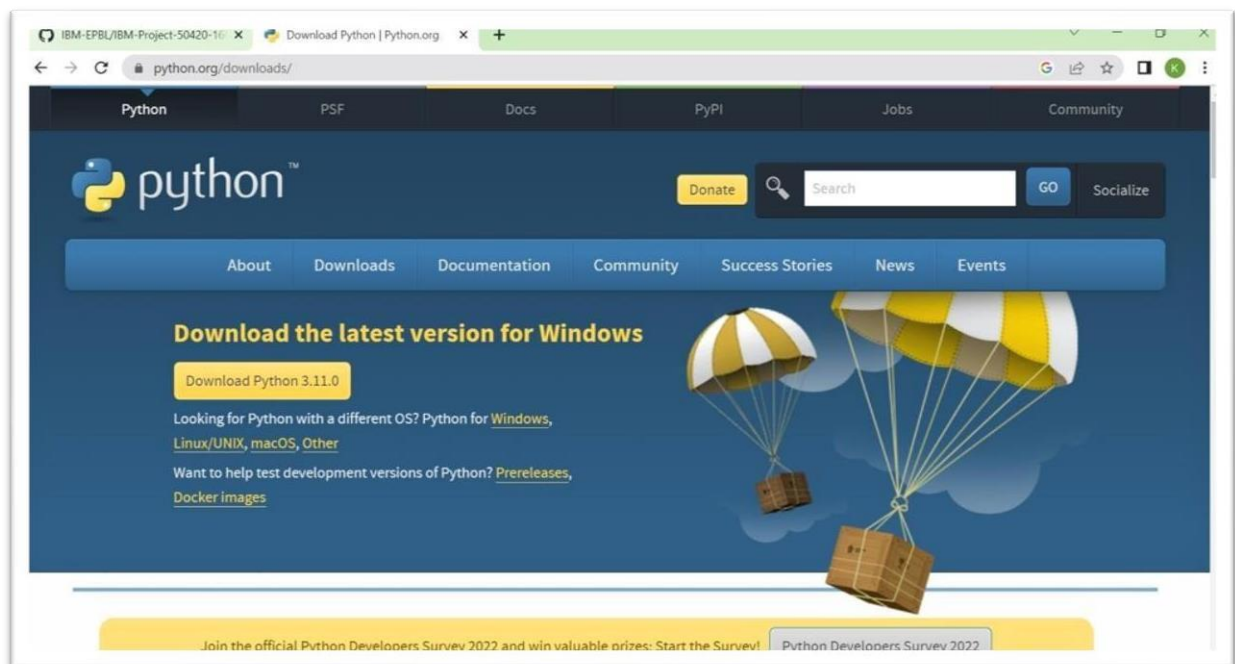 IBM-EPBL/IBM-Project-50420-16 Download Python | Python.org
python.org/downloads/
G K
Python PSF Docs PyPI Jobs Community
python™
Donate Search GO Socialize
About Downloads Documentation Community Success Stories News Events
Download the latest version for Windows
Download Python 3.11.0
Looking for Python with a different OS? Python for Windows,
Linux/UNIX, macOS, Other
Want to help test development versions of Python? Prereleases,
Docker images
Join the official Python Developers Survey 2022 and win valuable prizes: Start the Survey! Python Developers Survey 2022